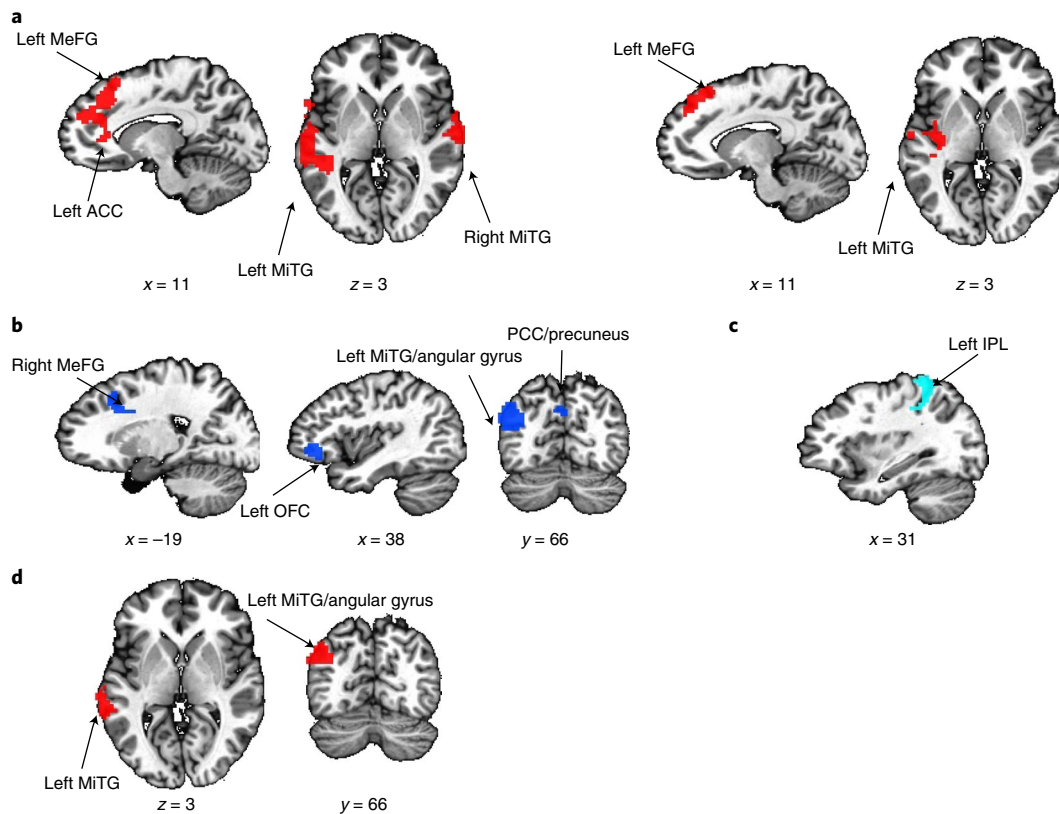 a
Left MeFG
Left ACC
Left MiTG
Right MiTG
x = 11
z = 3
Left MeFG
Left MiTG
x = 11
z = 3
b
Right MeFG
Left OFC
Left MiTG/angular gyrus
PCC/precuneus
x = –19
x = 38
y = 66
c
Left IPL
x = 31
d
Left MiTG
Left MiTG/angular gyrus
z = 3
y = 66